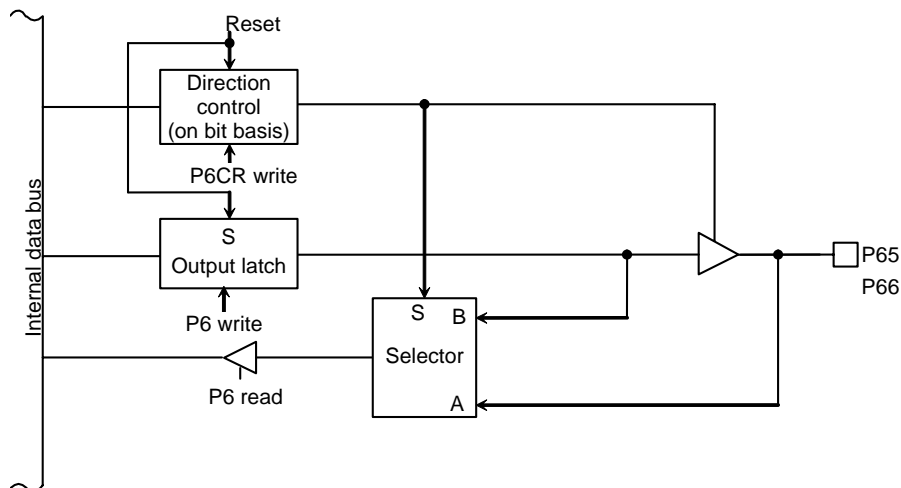 Reset
Direction
control
(on bit basis)
P6CR write
Internal data bus
S
Output latch
P65
P66
P6 write
S
B
Selector
A
P6 read